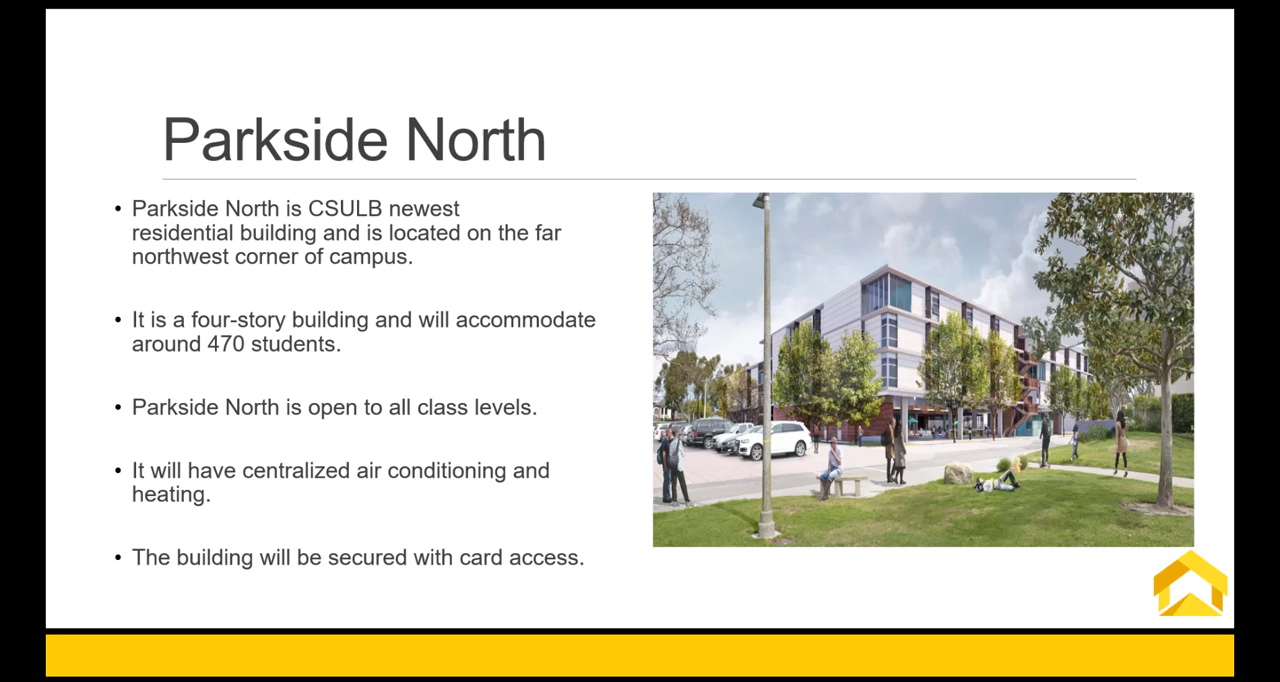 Parkside North
• Parkside North is CSULB newest
residential building and is located on the far
northwest corner of campus.
• It is a four-story building and will accommodate
around 470 students.
• Parkside North is open to all class levels.
• It will have centralized air conditioning and
heating.
• The building will be secured with card access.